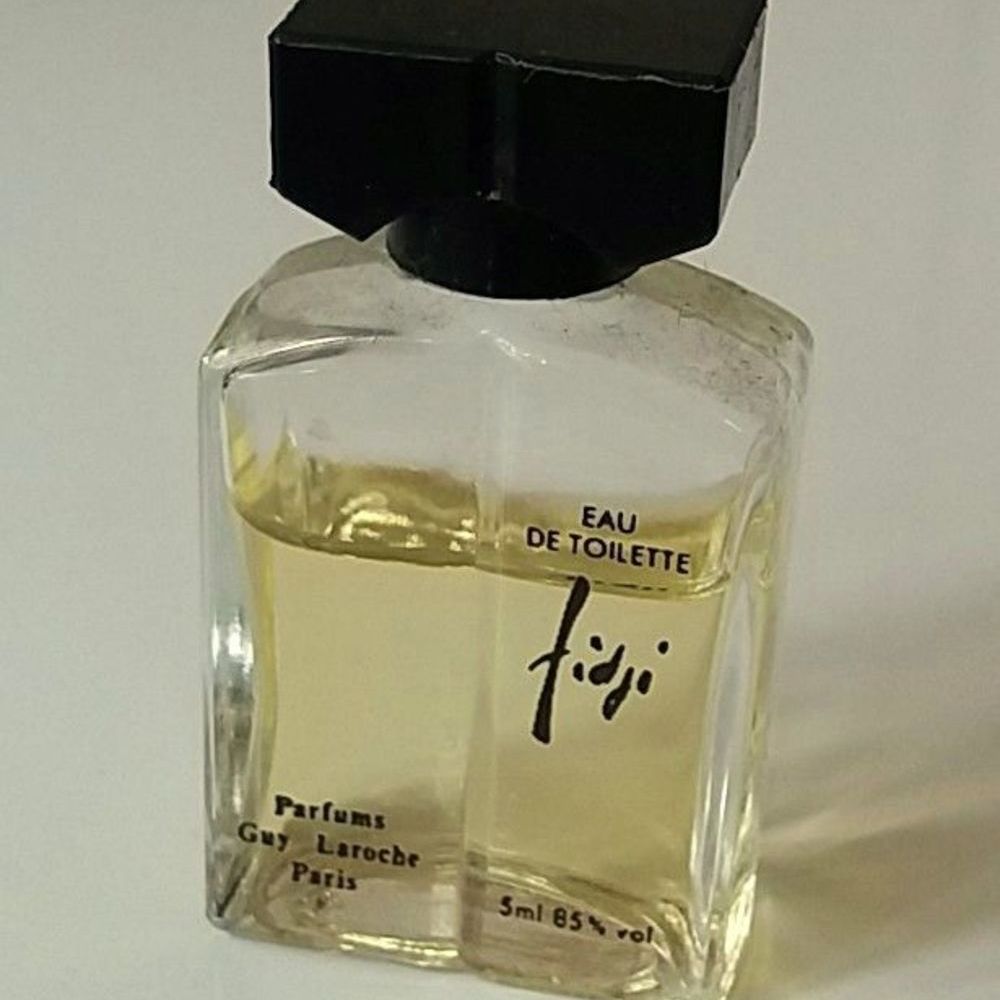 EAU
DE TOILETTE
fidji
Parfums
Guy Laroche
Paris
5ml 85% vol